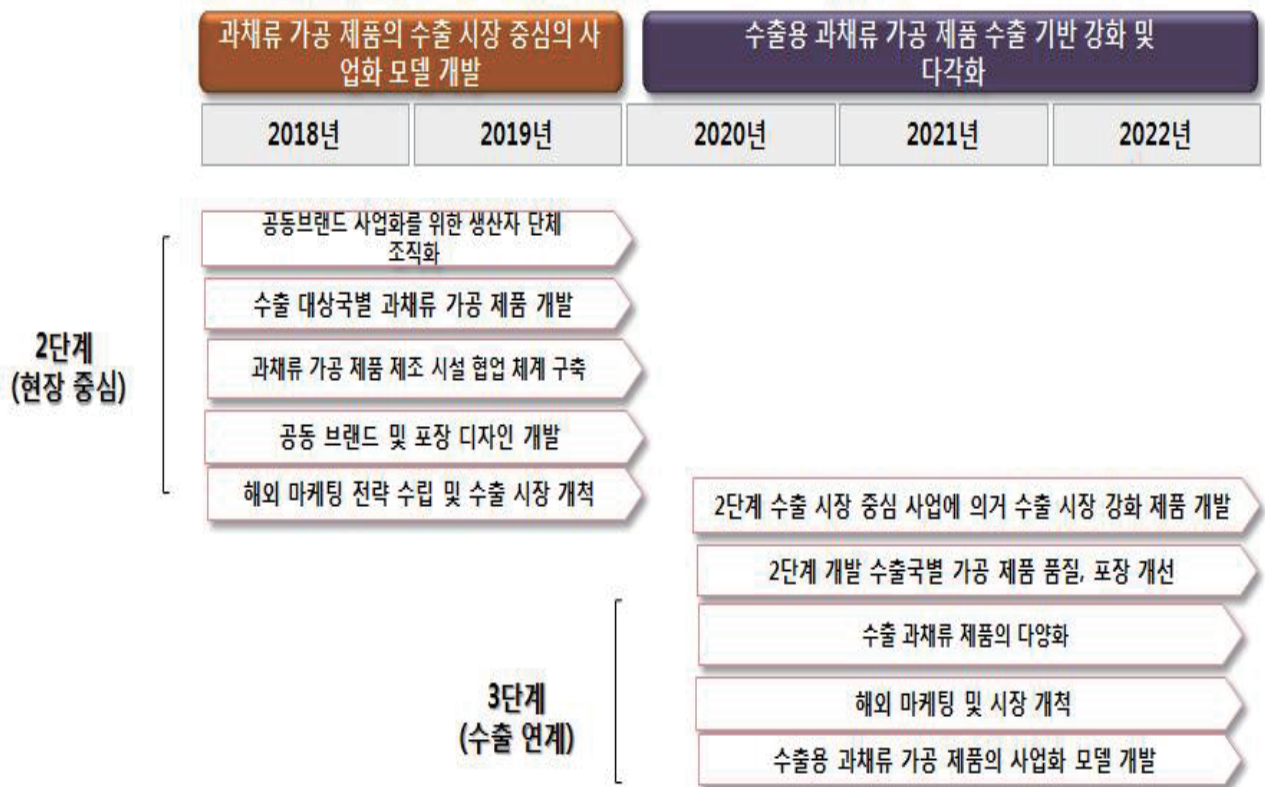 과채류 가공 제품의 수출 시장 중심의 사
업화 모델 개발
수출용 과채류 가공 제품 수출 기반 강화 및
다각화
2018년
2019년
2020년
2021년
2022년
2단계
(현장 중심)
공동브랜드 사업화를 위한 생산자 단체
조직화
수출 대상국별 과채류 가공 제품 개발
과채류 가공 제품 제조 시설 협업 체계 구축
공동 브랜드 및 포장 디자인 개발
해외 마케팅 전략 수립 및 수출 시장 개척
3단계
(수출 연계)
2단계 수출 시장 중심 사업에 의거 수출 시장 강화 제품 개발
2단계 개발 수출국별 가공 제품 품질, 포장 개선
수출 과채류 제품의 다양화
해외 마케팅 및 시장 개척
수출용 과채류 가공 제품의 사업화 모델 개발